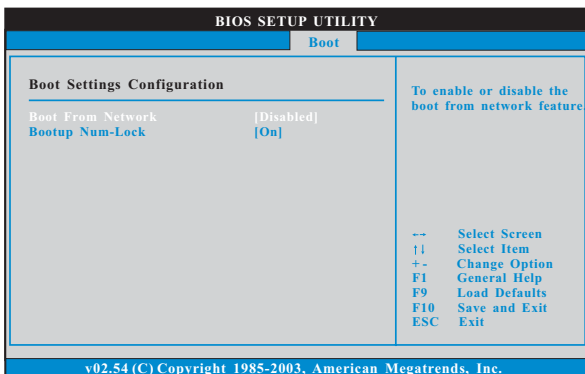 BIOS SETUP UTILITY
Boot
Boot Settings Configuration
Boot From Network [Disabled]
Bootup Num-Lock [On]
To enable or disable the
boot from network feature.
←→ Select Screen
↑↓ Select Item
+ - Change Option
F1 General Help
F9 Load Defaults
F10 Save and Exit
ESC Exit
v02.54 (C) Copyright 1985-2003, American Megatrends, Inc.